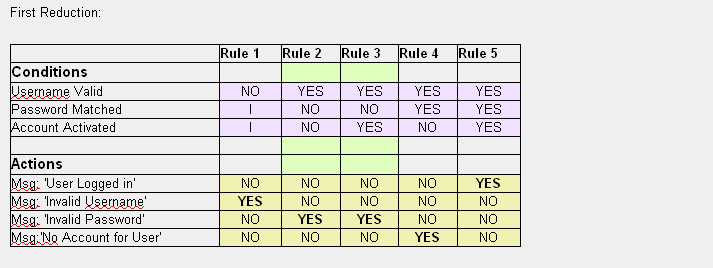 First Reduction:
Rule 1 Rule 2 Rule 3 Rule 4 Rule 5
Conditions
Username Valid NO YES YES YES YES
Password Matched I NO NO YES YES
Account Activated I NO YES NO YES
Actions
Msg: 'User Logged in' NO NO NO NO YES
Msg: 'Invalid Username' YES NO NO NO NO
Msg: 'Invalid Password' NO YES YES NO NO
Msg:'No Account for User' NO NO NO YES NO